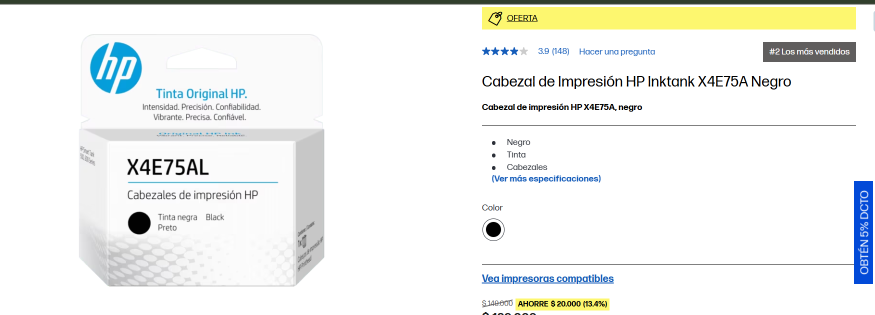 OFERTA
3.9 (148) Hacer una pregunta
#2 Los más vendidos
Cabezal de Impresión HP Inktank X4E75A Negro
Cabezal de impresión HP X4E75A, negro
Negro
Tinta
Cabezales
(Ver más especificaciones)
Color
Vea impresoras compatibles
$ 149.000 AHORRE $ 20.000 (13.4%)
OBTÉN 5% DCTO
hp
Tinta Original HP.
Intensidad. Precisión. Confiabilidad.
Vibrante. Precisa. Confiável.
X4E75AL
Cabezales de impresión HP
Tinta negra Black
Preto